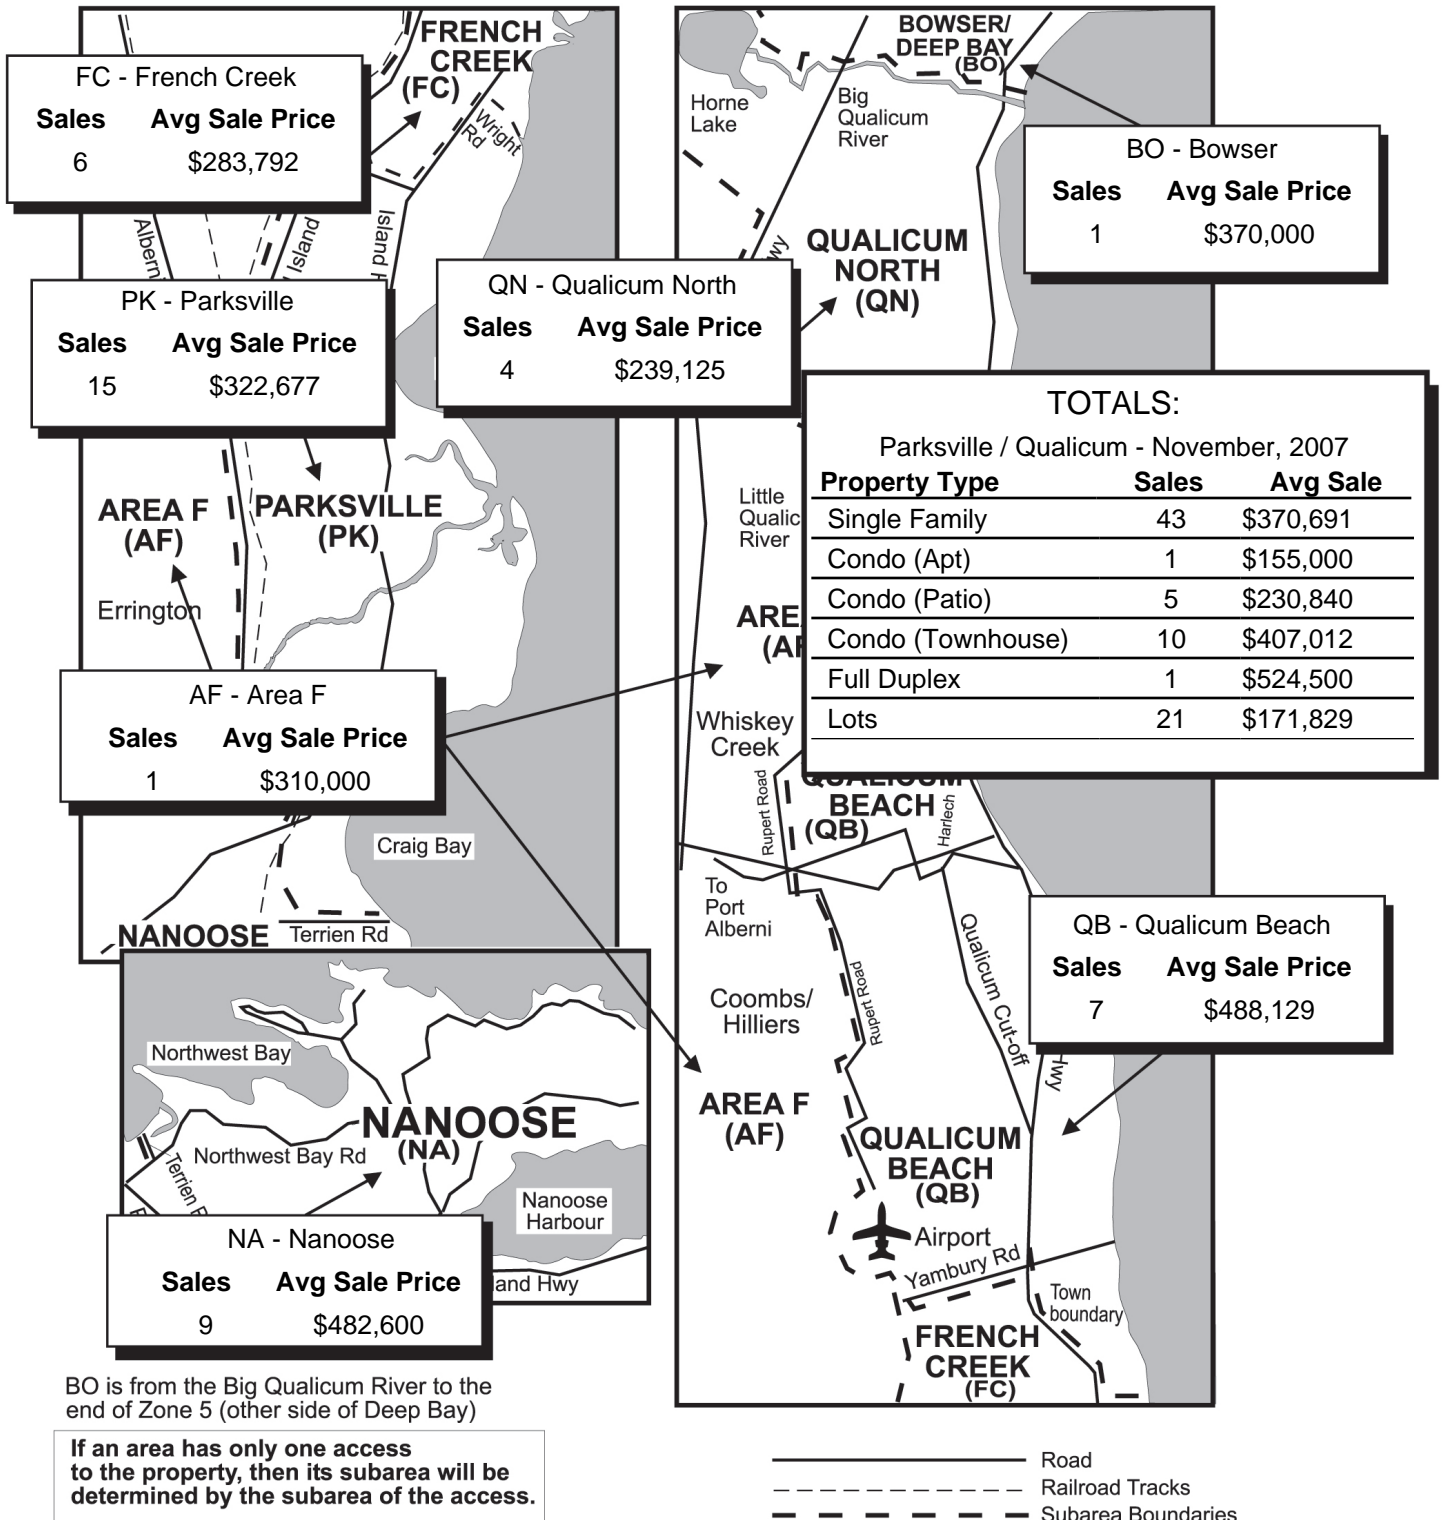 FRENCH
CREEK
(FC)
FC - French Creek
Sales Avg Sale Price
6 $283,792
Wright
Rd
Island
PK - Parksville
Sales Avg Sale Price
15 $322,677
AREA F
(AF)
PARKSVILLE
(PK)
Errington
AF - Area F
Sales Avg Sale Price
1 $310,000
Craig Bay
NANOOSE
Terrien Rd
Northwest Bay
NANOOSE
(NA)
Northwest Bay Rd
Terrien
Nanoose
Harbour
NA - Nanoose
Sales Avg Sale Price
9 $482,600
land Hwy
BOWSER/
DEEP BAY
(BO)
Horne
Lake
Big
Qualicum
River
BO - Bowser
Sales Avg Sale Price
1 $370,000
QUALICUM
NORTH
(QN)
QN - Qualicum North
Sales Avg Sale Price
4 $239,125
TOTALS:
Parksville / Qualicum - November, 2007
Property Type Sales Avg Sale
Single Family 43 $370,691
Condo (Apt) 1 $155,000
Condo (Patio) 5 $230,840
Condo (Townhouse) 10 $407,012
Full Duplex 1 $524,500
Lots 21 $171,829
Little
Qualic
River
ARE
(A
Whiskey
Creek
Rupert Road
QUALICUM
BEACH
(QB)
Harlech
To
Port
Alberni
Coombs/
Hilliers
Rupert Road
Qualicum Cut-off
Hwy
QB - Qualicum Beach
Sales Avg Sale Price
7 $488,129
AREA F
(AF)
QUALICUM
BEACH
(QB)
Airport
Yambury Rd
Town
boundary
FRENCH
CREEK
(FC)
BO is from the Big Qualicum River to the
end of Zone 5 (other side of Deep Bay)
If an area has only one access
to the property, then its subarea will be
determined by the subarea of the access.
Road
Railroad Tracks
Subarea Boundaries